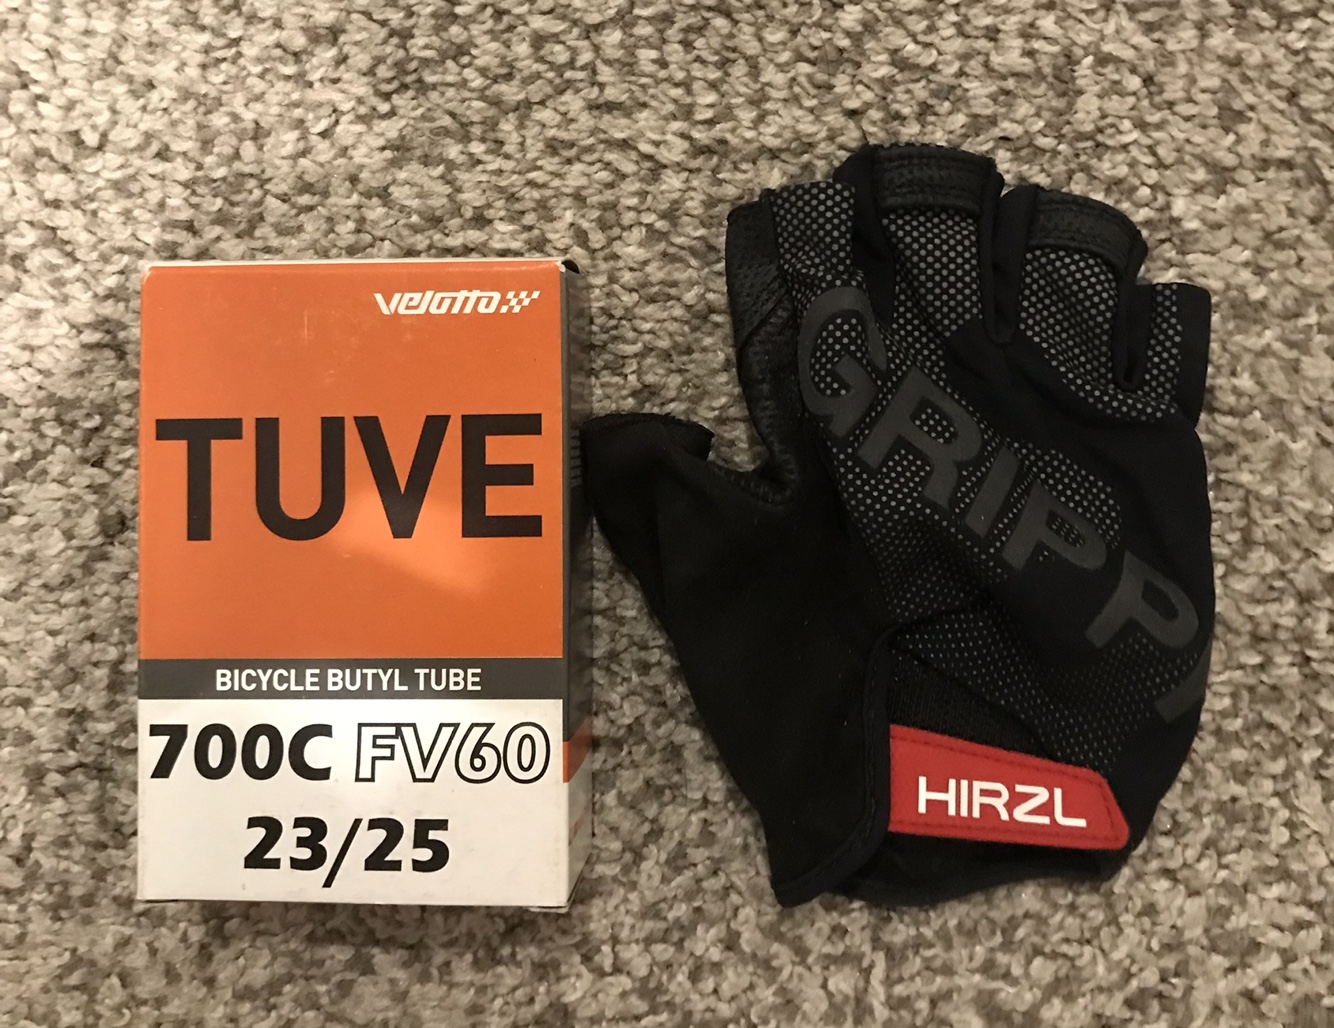 velotto
TUVE
BICYCLE BUTYL TUBE
700C FV60
23/25
GRIPP
HIRZL